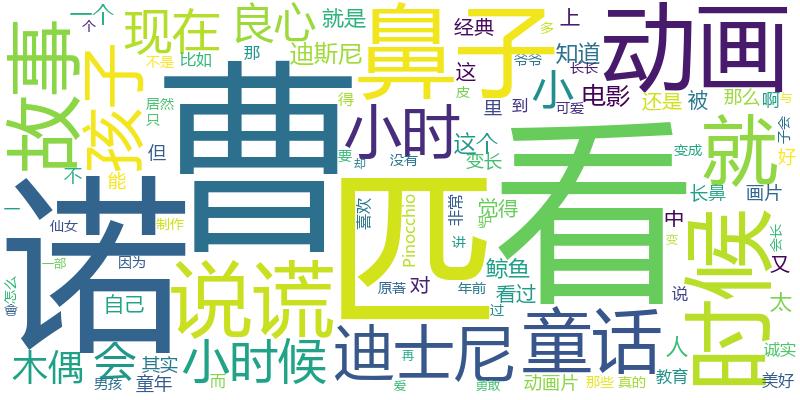 一个 现在 良心 就是 鼻子 经典 上 多 动画
个 比如 那 迪斯尼 这 爷爷 知道 长长
故事 孩子 不是 曹 得 里 到 小 电影 可爱 还是 被 那么 啊 与
居然 只 皮 小时 这个 看 就 子会
不 能 但 要 没有 却 变长 变成 好
一 诺 匹 喜欢 Pinocchio 觉得 非常 驴 长鼻 画片
仙女 制作 讲 中 时候 会长 又
怎么 一部 因为 说谎 原著 对 鲸鱼 年前 看过 过 说 太
自己 童话 人 诚实
木偶 会 其实 小时候 迪士尼 再 教育 美好
男孩 童年 而 爱 勇敢 动画片 那些 真的 变